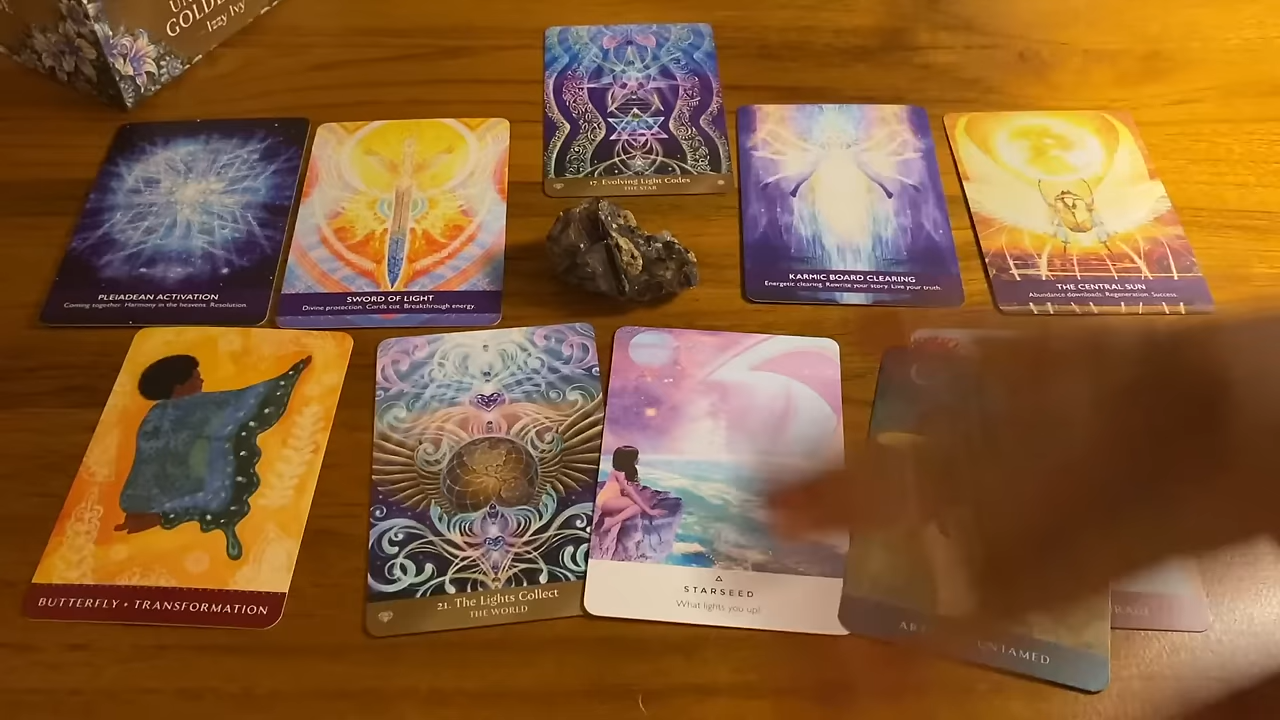 GOLDE
Izzy Ivy
17. Evolving Light Codes
THE STAR
PLEIADEAN ACTIVATION
Coming together. Harmony in the heavens. Resolution.
SWORD OF LIGHT
Divine protection. Cords cut. Breakthrough energy.
KARMIC BOARD CLEARING
Energetic clearing. Rewrite your story. Live your truth.
THE CENTRAL SUN
Abundance downloads. Regeneration. Success.
BUTTERFLY • TRANSFORMATION
21. The Lights Collect
THE WORLD
STARSEED
What lights you up?
UNTAMED